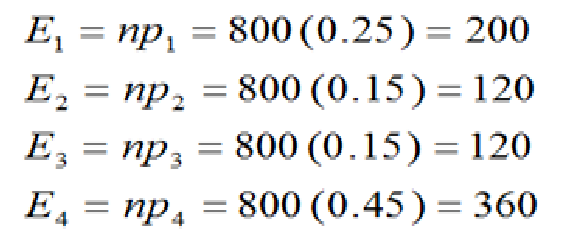 E₁ = np₁ = 800(0.25) = 200
E₂ = np₂ = 800(0.15) = 120
E₃ = np₃ = 800(0.15) = 120
E₄ = np₄ = 800(0.45) = 360